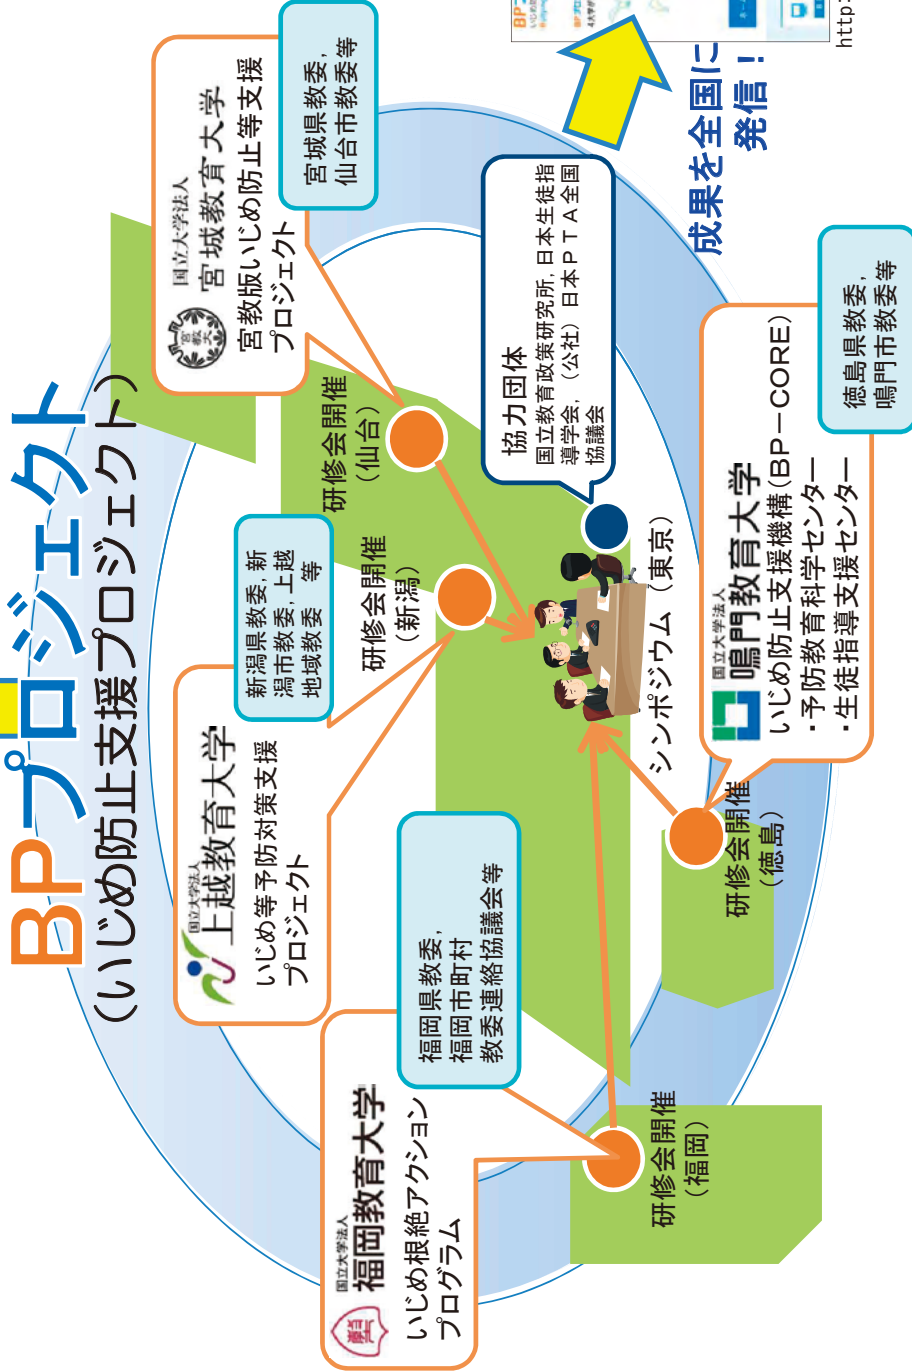 BPプロジェクト
(いじめ防止支援プロジェクト)
国立大学法人
宮城教育大学
宮教版いじめ防止等支援
プロジェクト
宮城県教委,
仙台市教委等
国立大学法人
上越教育大学
いじめ等予防対策支援
プロジェクト
新潟県教委,新
潟市教委,上越
地域教委 等
国立大学法人
福岡教育大学
いじめ根絶アクション
プログラム
福岡県教委,
福岡市町村
教委連絡協議会等
研修会開催
(仙台)
研修会開催
(新潟)
協力団体
国立教育政策研究所,日本生徒指
導学会,(公社)日本PTA全国
協議会
シンポジウム(東京)
研修会開催
(福岡)
研修会開催
(徳島)
国立大学法人
鳴門教育大学
いじめ防止支援機構(BP-CORE)
・予防教育科学センター
・生徒指導支援センター
徳島県教委,
鳴門市教委等
成果を全国に
発信!
http: